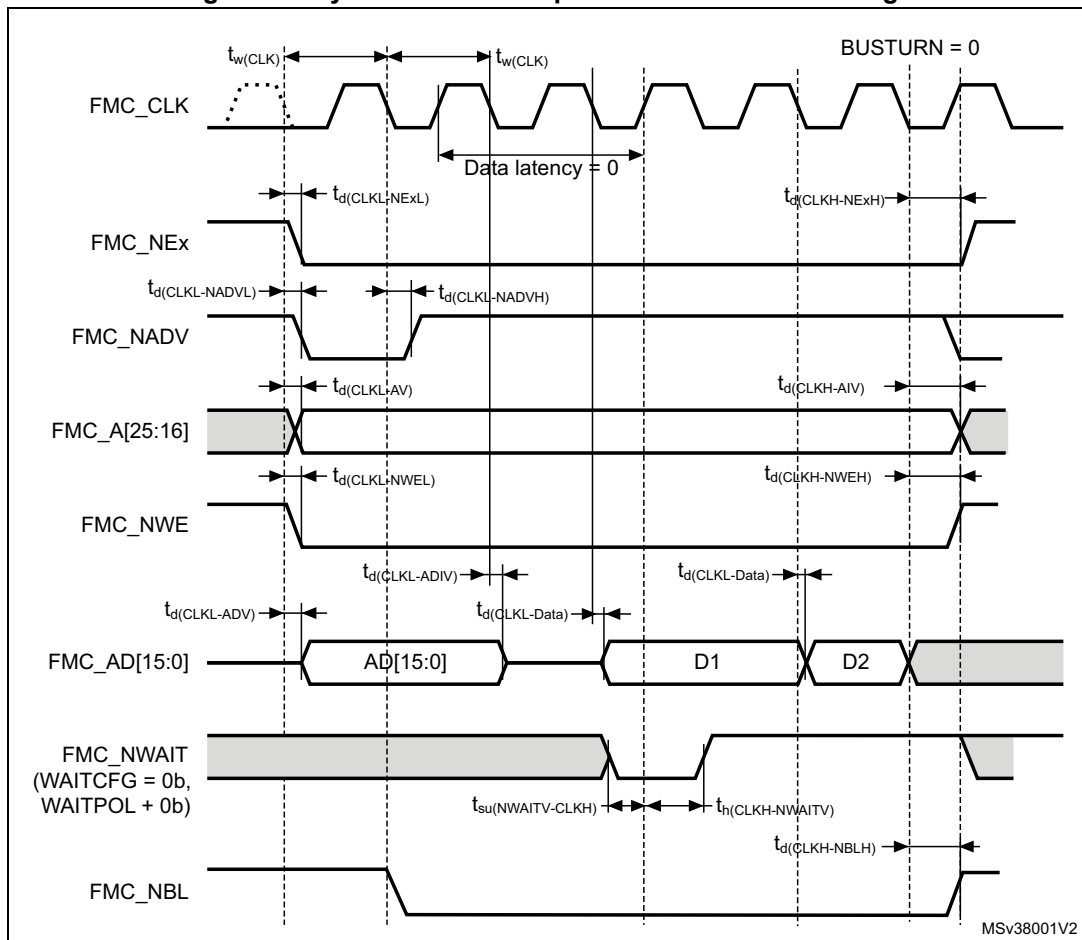 BUSTURN = 0
tw(CLK) tw(CLK)
FMC_CLK
Data latency = 0
td(CLKL-NExL) td(CLKH-NExH)
FMC_NEx
td(CLKL-NADVL) td(CLKL-NADVH)
FMC_NADV
td(CLKL-AV) td(CLKH-AIV)
FMC_A[25:16]
td(CLKL-NWEL) td(CLKH-NWEH)
FMC_NWE
td(CLKL-ADIV) td(CLKL-Data)
td(CLKL-ADV) td(CLKL-Data)
FMC_AD[15:0] AD[15:0] D1 D2
FMC_NWAIT
(WAITCFG = 0b,
WAITPOL + 0b)
tsu(NWAITV-CLKH) th(CLKH-NWAITV)
td(CLKH-NBLH)
FMC_NBL
MSv38001V2